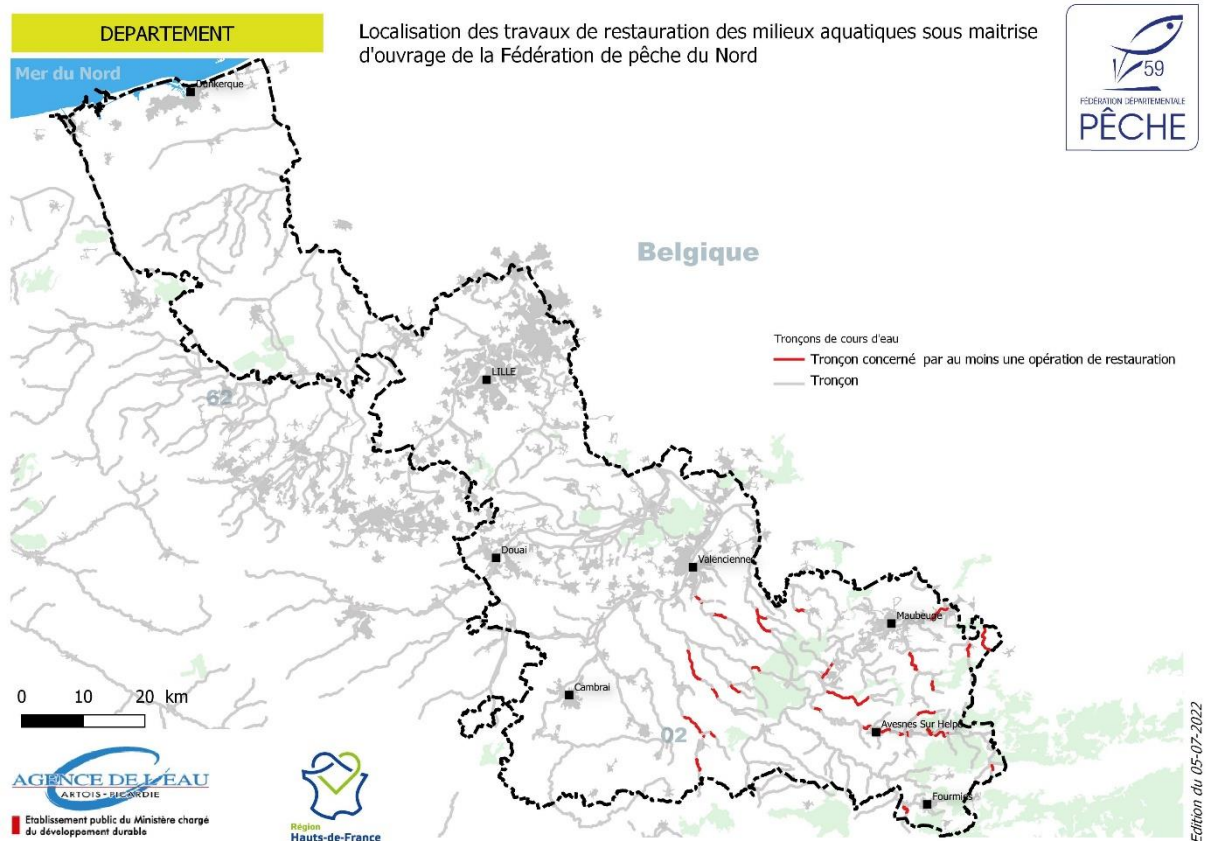 DEPARTEMENT
Localisation des travaux de restauration des milieux aquatiques sous maitrise
d'ouvrage de la Fédération de pêche du Nord
59
FÉDÉRATION DÉPARTEMENTALE
PÊCHE
Mer du Nord
Dunkerque
Belgique
Tronçons de cours d'eau
Tronçon concerné par au moins une opération de restauration
Tronçon
LILLE
62
Douai
Valencienne
Maubeuge
Cambrai
Avesnes Sur Helpe
02
Fourmies
0 10 20 km
AGENCE DE L'EAU
ARTOIS - PICARDIE
Etablissement public du Ministère chargé
du développement durable
Région
Hauts-de-France
Edition du 05-07-2022